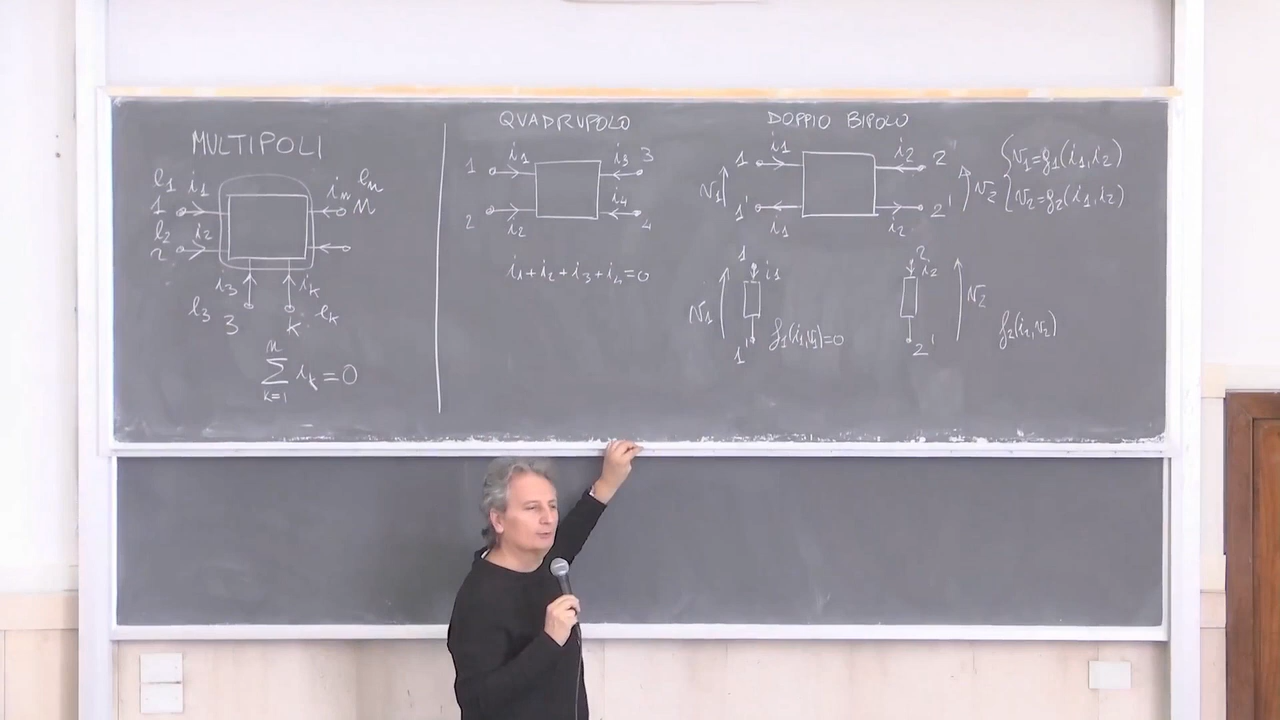 MULTIPOLI
l1 i1 in ln
1 n
l2 i2
2
i3 ik
l3 3 k lk
n
∑ ik=0
k=1
QUADRUPOLO
1 i1 i3 3
2 i2 i4 4
i1+i2+i3+i4=0
DOPPIO BIPOLO
1 i1 i2 2
v1 v2
1' i1 i2 2'
v1=g1(i1,i2)
v2=g2(i1,i2)
1 i1 2 i2
v1 v2
1' f1(i1,v1)=0 2' f2(i2,v2)